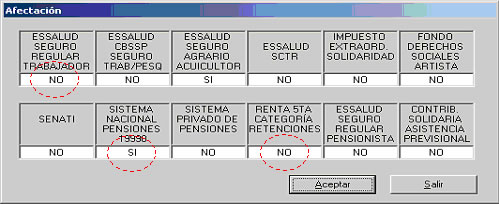 Afectación
ESSALUD SEGURO REGULAR TRABAJADOR
ESSALUD CBSSP SEGURO TRAB/PESQ
ESSALUD SEGURO AGRARIO ACUICULTOR
ESSALUD SCTR
IMPUESTO EXTRAORD. SOLIDARIDAD
FONDO DERECHOS SOCIALES ARTISTA
NO NO SI NO NO NO
SENATI
SISTEMA NACIONAL PENSIONES 19990
SISTEMA PRIVADO DE PENSIONES
RENTA 5TA CATEGORÍA RETENCIONES
ESSALUD SEGURO REGULAR PENSIONISTA
CONTRIB. SOLIDARIA ASISTENCIA PREVISIONAL
NO SI NO NO NO NO
Aceptar Salir